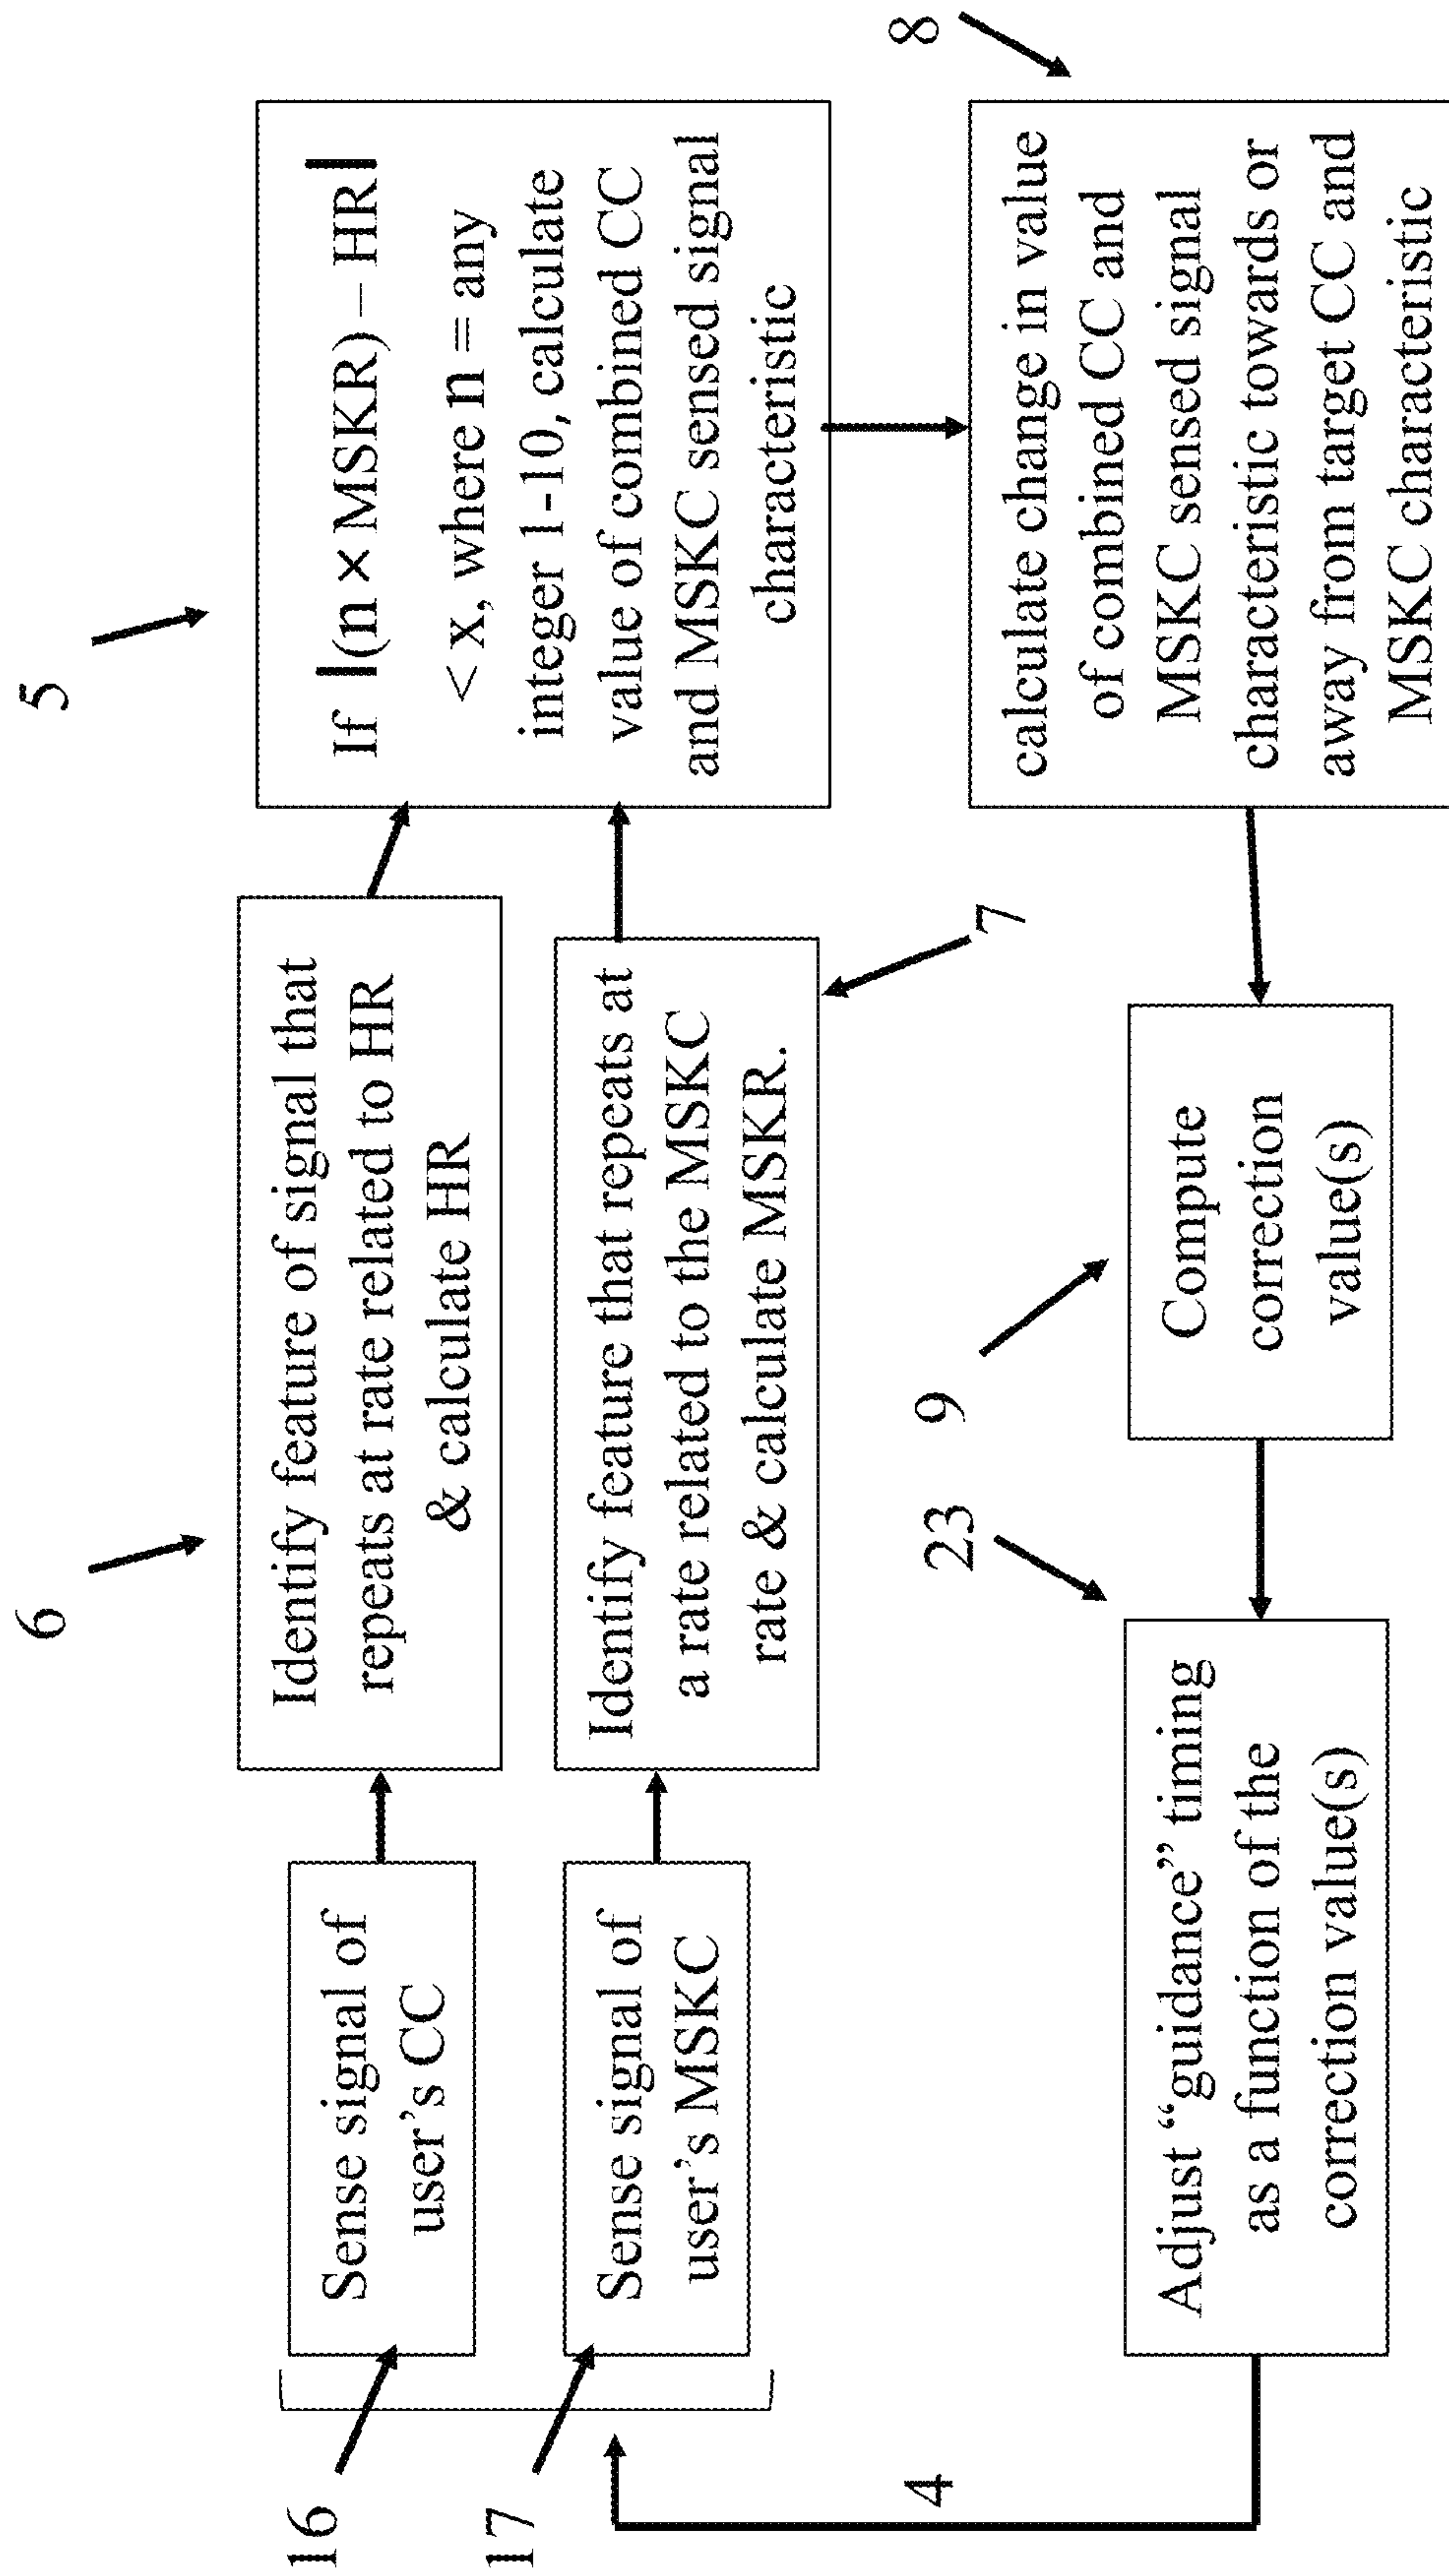 16
Sense signal of
user's CC
6
Identify feature of signal that
repeats at rate related to HR
& calculate HR
5
If |(n × MSKR) – HR|
< x, where n = any
integer 1-10, calculate
value of combined CC
and MSKC sensed signal
characteristic
17
Sense signal of
user's MSKC
Identify feature that repeats at
a rate related to the MSKC
rate & calculate MSKR.
7
8
calculate change in value
of combined CC and
MSKC sensed signal
characteristic towards or
away from target CC and
MSKC characteristic
9
Compute
correction
value(s)
23
Adjust “guidance” timing
as a function of the
correction value(s)
4